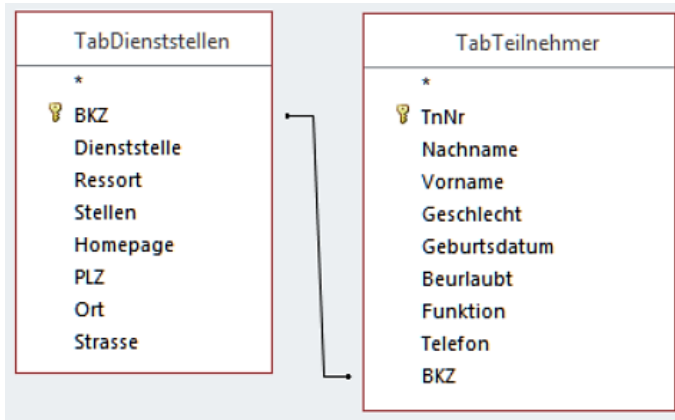 TabDienststellen
*
BKZ
Dienststelle
Ressort
Stellen
Homepage
PLZ
Ort
Strasse
TabTeilnehmer
*
TnNr
Nachname
Vorname
Geschlecht
Geburtsdatum
Beurlaubt
Funktion
Telefon
BKZ